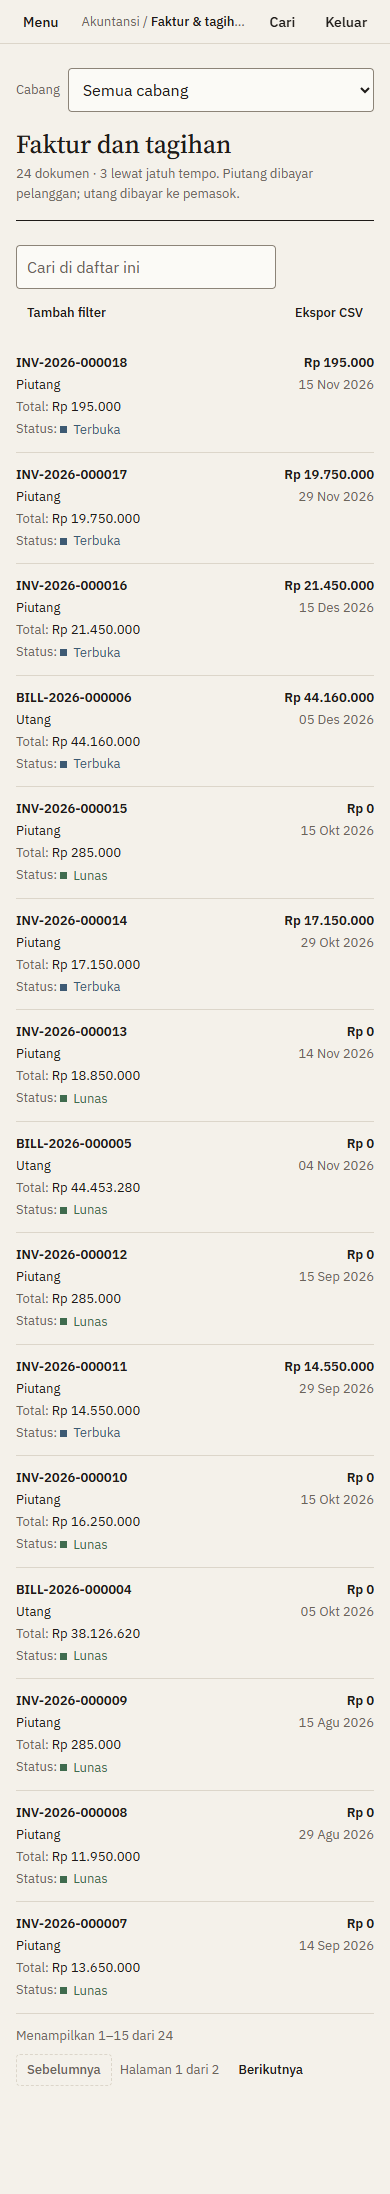 Menu Akuntansi / Faktur & tagih... Cari Keluar
Cabang Semua cabang
Faktur dan tagihan
24 dokumen · 3 lewat jatuh tempo. Piutang dibayar
pelanggan; utang dibayar ke pemasok.
Cari di daftar ini
Tambah filter Ekspor CSV
INV-2026-000018 Rp 195.000
Piutang 15 Nov 2026
Total: Rp 195.000
Status: Terbuka
INV-2026-000017 Rp 19.750.000
Piutang 29 Nov 2026
Total: Rp 19.750.000
Status: Terbuka
INV-2026-000016 Rp 21.450.000
Piutang 15 Des 2026
Total: Rp 21.450.000
Status: Terbuka
BILL-2026-000006 Rp 44.160.000
Utang 05 Des 2026
Total: Rp 44.160.000
Status: Terbuka
INV-2026-000015 Rp 0
Piutang 15 Okt 2026
Total: Rp 285.000
Status: Lunas
INV-2026-000014 Rp 17.150.000
Piutang 29 Okt 2026
Total: Rp 17.150.000
Status: Terbuka
INV-2026-000013 Rp 0
Piutang 14 Nov 2026
Total: Rp 18.850.000
Status: Lunas
BILL-2026-000005 Rp 0
Utang 04 Nov 2026
Total: Rp 44.453.280
Status: Lunas
INV-2026-000012 Rp 0
Piutang 15 Sep 2026
Total: Rp 285.000
Status: Lunas
INV-2026-000011 Rp 14.550.000
Piutang 29 Sep 2026
Total: Rp 14.550.000
Status: Terbuka
INV-2026-000010 Rp 0
Piutang 15 Okt 2026
Total: Rp 16.250.000
Status: Lunas
BILL-2026-000004 Rp 0
Utang 05 Okt 2026
Total: Rp 38.126.620
Status: Lunas
INV-2026-000009 Rp 0
Piutang 15 Agu 2026
Total: Rp 285.000
Status: Lunas
INV-2026-000008 Rp 0
Piutang 29 Agu 2026
Total: Rp 11.950.000
Status: Lunas
INV-2026-000007 Rp 0
Piutang 14 Sep 2026
Total: Rp 13.650.000
Status: Lunas
Menampilkan 1–15 dari 24
Sebelumnya Halaman 1 dari 2 Berikutnya